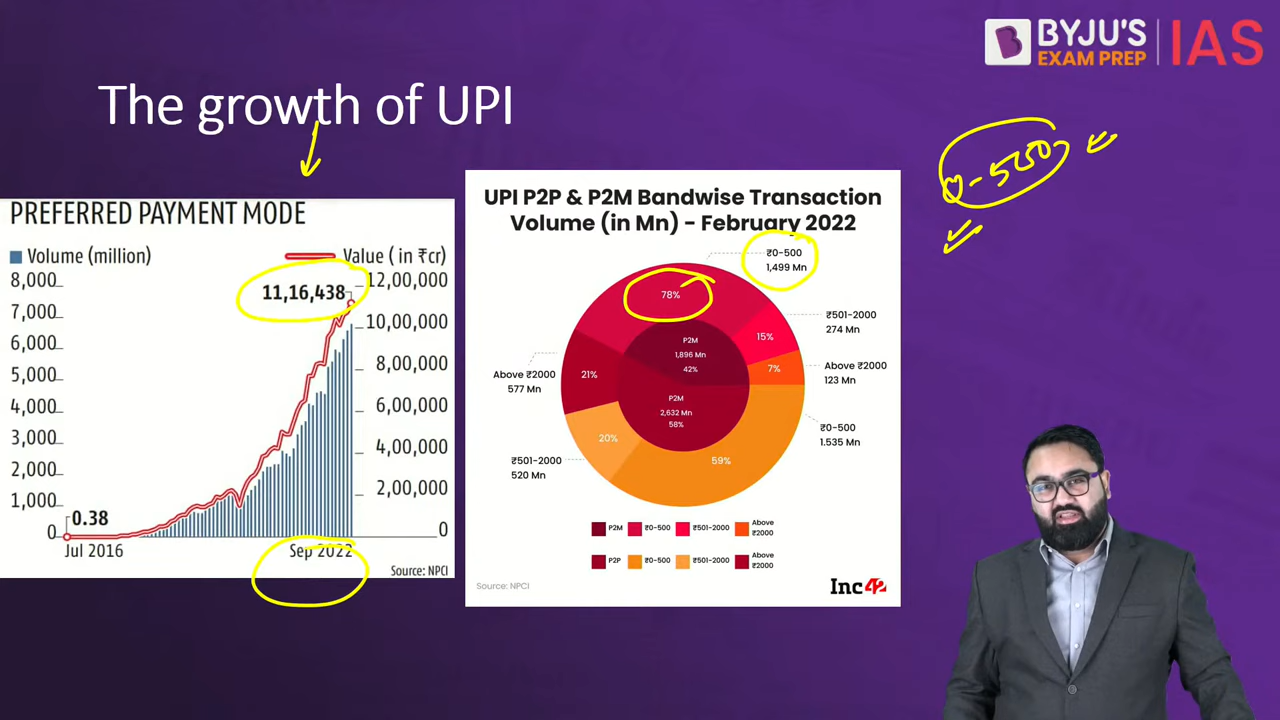 BYJU'S
EXAM PREP
IAS
The growth of UPI
0-500
PREFERRED PAYMENT MODE
Volume (million)
Value ( in ₹cr)
8,000
7,000
6,000
5,000
4,000
3,000
2,000
1,000
0
11,16,438
12,00,000
10,00,000
8,00,000
6,00,000
4,00,000
2,00,000
0
0.38
Jul 2016
Sep 2022
Source: NPCI
UPI P2P & P2M Bandwise Transaction
Volume (in Mn) - February 2022
₹0-500
1,499 Mn
78%
₹501-2000
274 Mn
15%
Above ₹2000
123 Mn
7%
P2M
1,896 Mn
42%
Above ₹2000
577 Mn
21%
P2M
2,632 Mn
58%
₹0-500
1.535 Mn
59%
₹501-2000
520 Mn
20%
P2M
₹0-500
₹501-2000
Above
₹2000
P2P
₹0-500
₹501-2000
Above
₹2000
Source: NPCI
Inc42